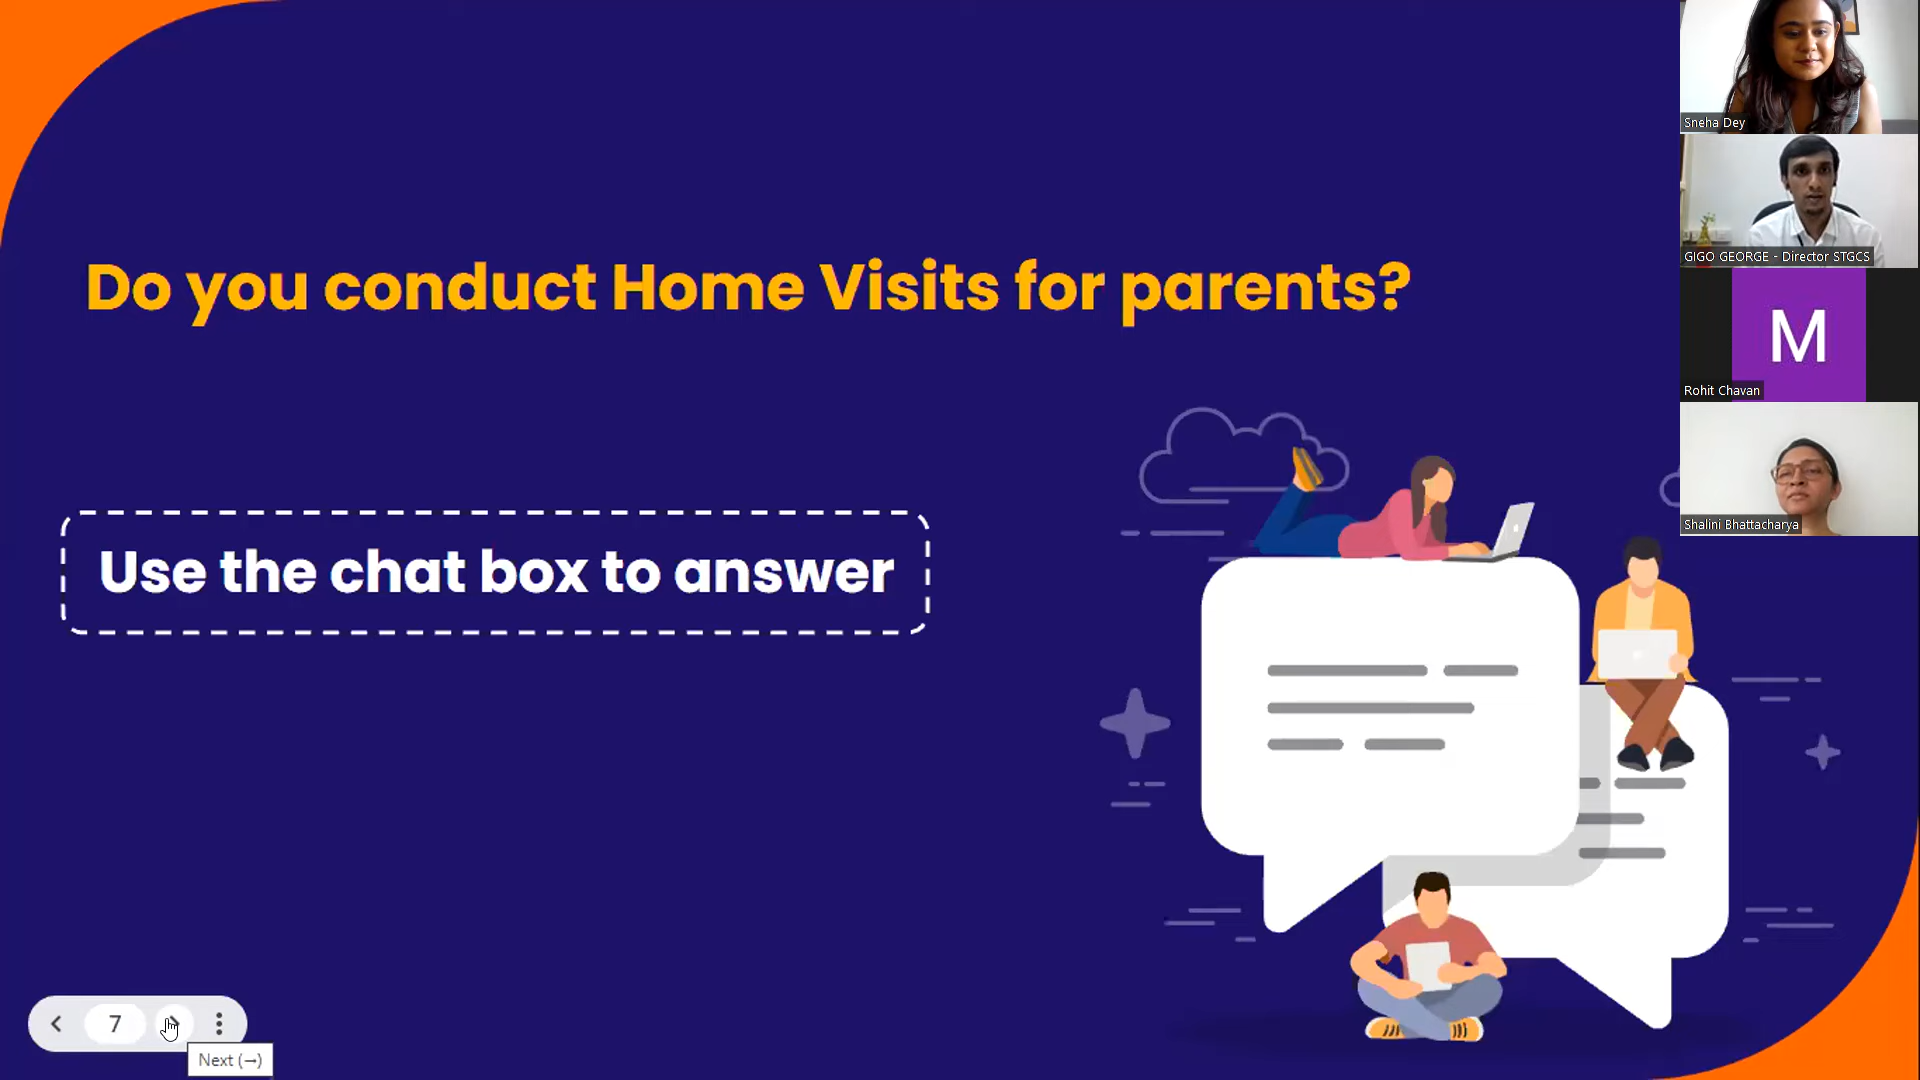 Do you conduct Home Visits for parents?
Use the chat box to answer
7
Next (→)
Sneha Dey
GIGO GEORGE - Director STGCS
M
Rohit Chavan
Shalini Bhattacharya